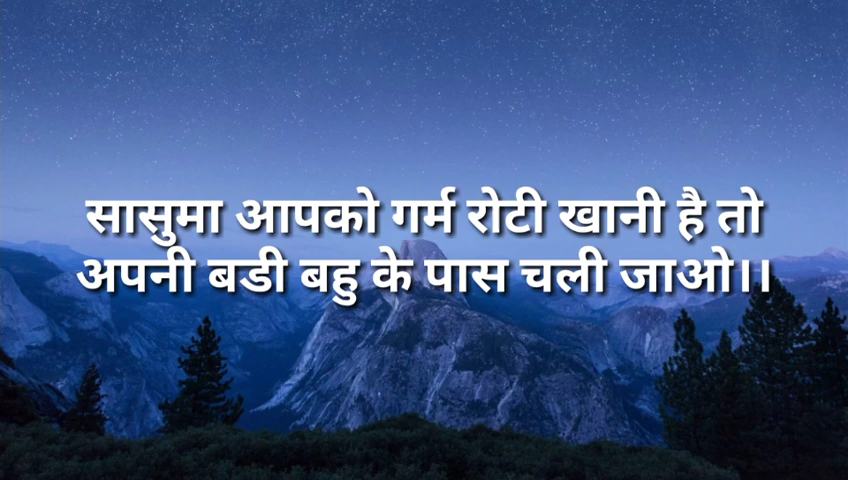 सासुमा आपको गर्म रोटी खानी है तो
अपनी बडी बहु के पास चली जाओ।।